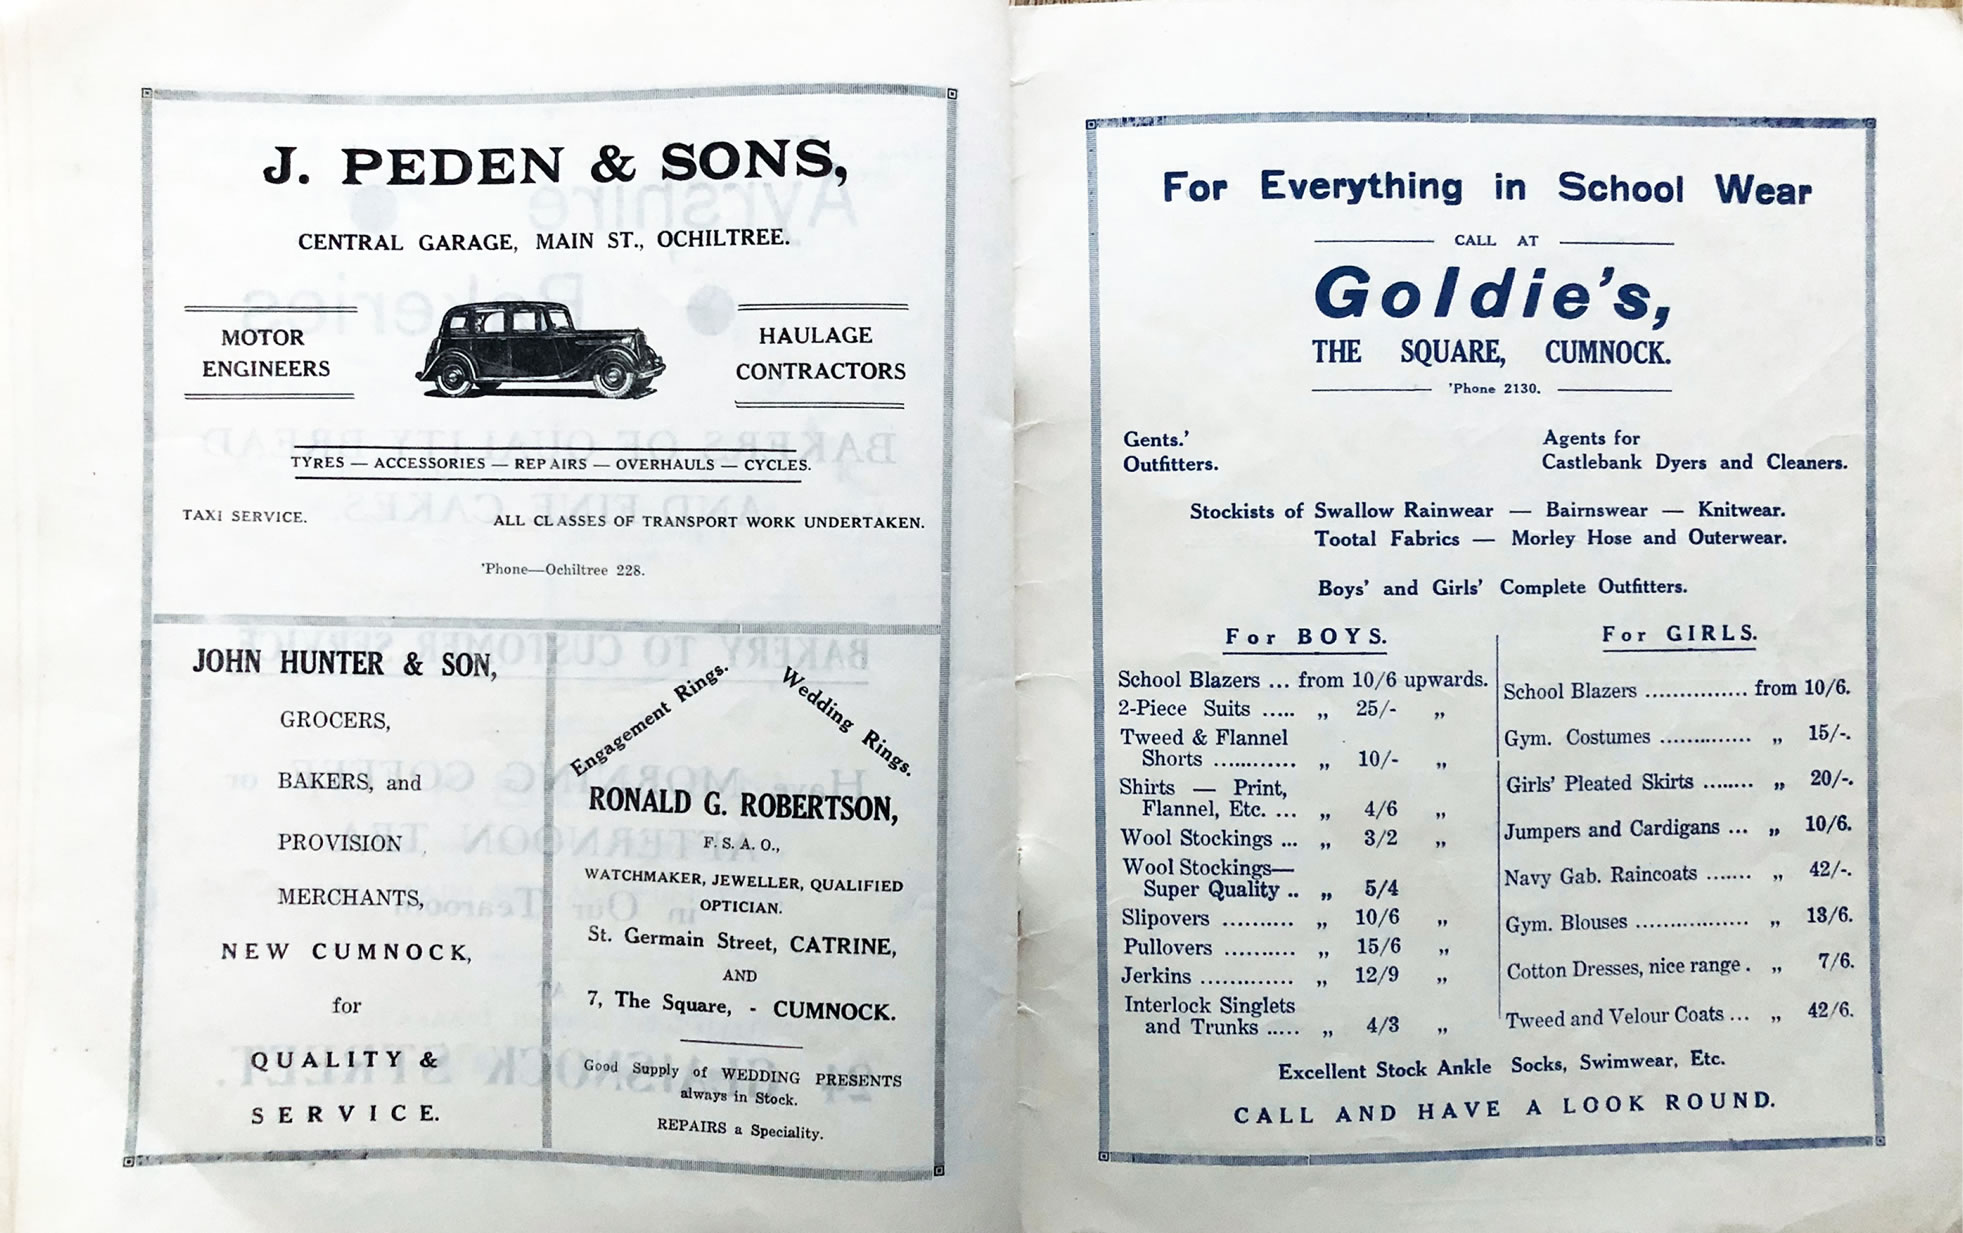 J. PEDEN & SONS,
CENTRAL GARAGE, MAIN ST., OCHILTREE.
MOTOR
ENGINEERS
HAULAGE
CONTRACTORS
TYRES — ACCESSORIES — REPAIRS — OVERHAULS — CYCLES.
TAXI SERVICE. ALL CLASSES OF TRANSPORT WORK UNDERTAKEN.
'Phone—Ochiltree 228.
JOHN HUNTER & SON,
GROCERS,
BAKERS, and
PROVISION
MERCHANTS,
NEW CUMNOCK,
for
QUALITY &
SERVICE.
Engagement Rings.
Wedding Rings.
RONALD G. ROBERTSON,
F. S. A. O.,
WATCHMAKER, JEWELLER, QUALIFIED
OPTICIAN.
St. Germain Street, CATRINE,
AND
7, The Square, - CUMNOCK.
Good Supply of WEDDING PRESENTS
always in Stock.
REPAIRS a Speciality.
For Everything in School Wear
CALL AT
Goldie's,
THE SQUARE, CUMNOCK.
'Phone 2130.
Gents.'
Outfitters.
Agents for
Castlebank Dyers and Cleaners.
Stockists of Swallow Rainwear — Bairnswear — Knitwear.
Tootal Fabrics — Morley Hose and Outerwear.
Boys' and Girls' Complete Outfitters.
For BOYS.
School Blazers ... from 10/6 upwards.
2-Piece Suits ..... „ 25/- „
Tweed & Flannel
Shorts ............ „ 10/- „
Shirts — Print,
Flannel, Etc. ... „ 4/6 „
Wool Stockings ... „ 3/2 „
Wool Stockings—
Super Quality .. „ 5/4
Slipovers .......... „ 10/6 „
Pullovers .......... „ 15/6 „
Jerkins ............. „ 12/9 „
Interlock Singlets
and Trunks ..... „ 4/3 „
For GIRLS.
School Blazers ............... from 10/6.
Gym. Costumes .............. „ 15/-.
Girls' Pleated Skirts ........ „ 20/-.
Jumpers and Cardigans ... „ 10/6.
Navy Gab. Raincoats ....... „ 42/-.
Gym. Blouses ................. „ 13/6.
Cotton Dresses, nice range . „ 7/6.
Tweed and Velour Coats ... „ 42/6.
Excellent Stock Ankle Socks, Swimwear, Etc.
CALL AND HAVE A LOOK ROUND.